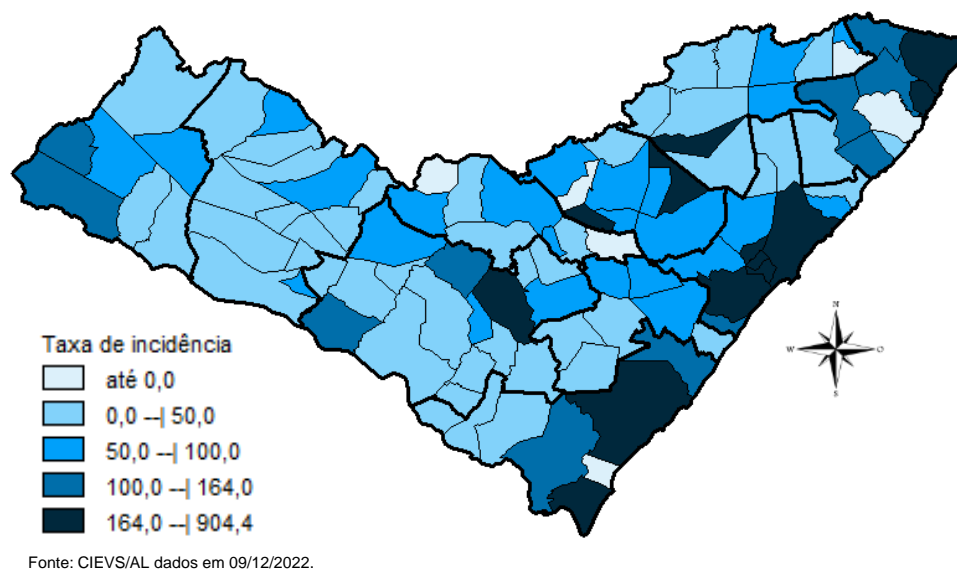 N
W
O
S
Taxa de incidência
até 0,0
0,0 --| 50,0
50,0 --| 100,0
100,0 --| 164,0
164,0 --| 904,4
Fonte: CIEVS/AL dados em 09/12/2022.